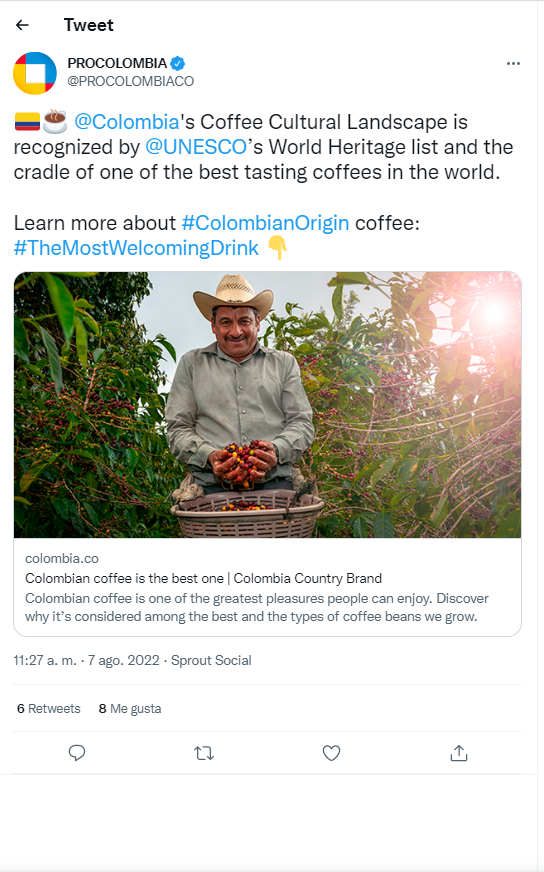 Tweet
PROCOLOMBIA
@PROCOLOMBIACO
🇨🇴☕ @Colombia's Coffee Cultural Landscape is
recognized by @UNESCO’s World Heritage list and the
cradle of one of the best tasting coffees in the world.
Learn more about #ColombianOrigin coffee:
#TheMostWelcomingDrink 👇
colombia.co
Colombian coffee is the best one | Colombia Country Brand
Colombian coffee is one of the greatest pleasures people can enjoy. Discover
why it’s considered among the best and the types of coffee beans we grow.
11:27 a. m. · 7 ago. 2022 · Sprout Social
6 Retweets 8 Me gusta